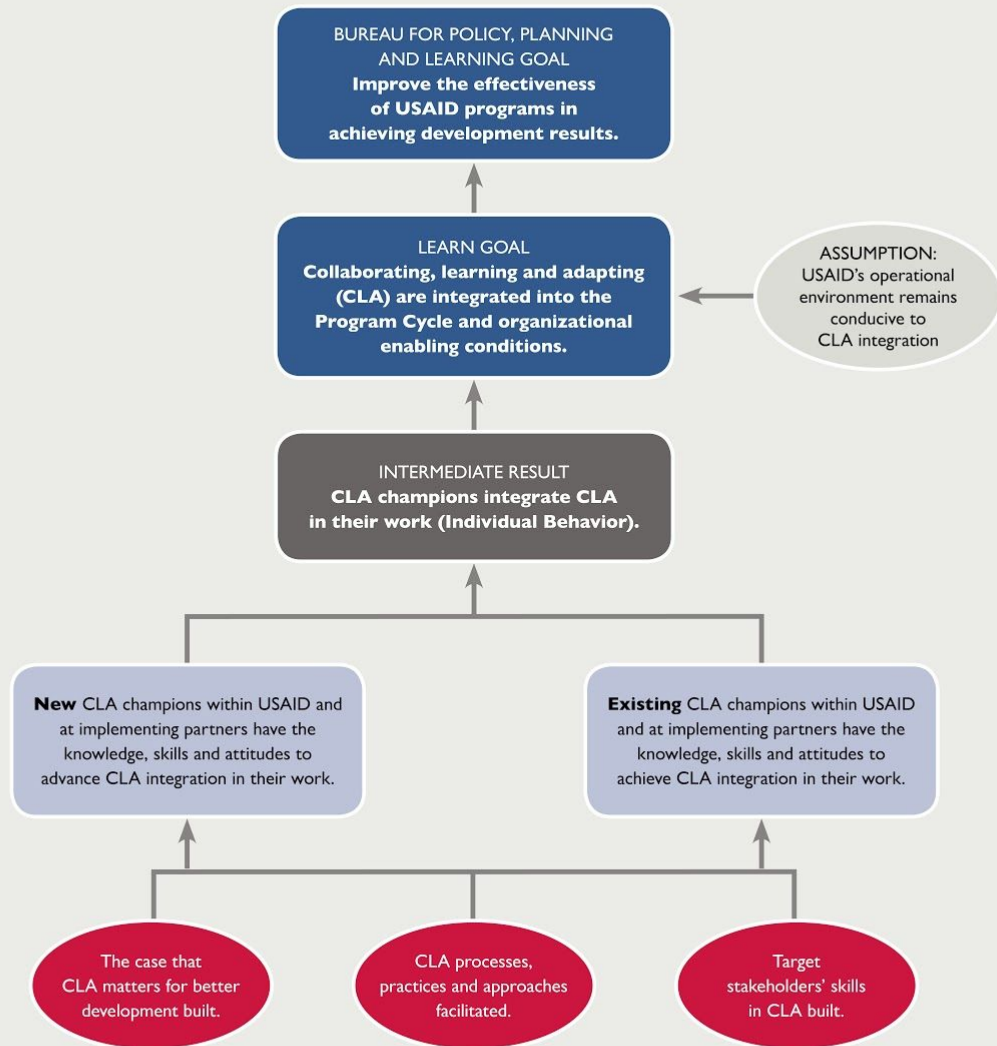 BUREAU FOR POLICY, PLANNING
AND LEARNING GOAL
Improve the effectiveness
of USAID programs in
achieving development results.
LEARN GOAL
Collaborating, learning and adapting
(CLA) are integrated into the
Program Cycle and organizational
enabling conditions.
ASSUMPTION:
USAID's operational
environment remains
conducive to
CLA integration
INTERMEDIATE RESULT
CLA champions integrate CLA
in their work (Individual Behavior).
New CLA champions within USAID and
at implementing partners have the
knowledge, skills and attitudes to
advance CLA integration in their work.
Existing CLA champions within USAID
and at implementing partners have the
knowledge, skills and attitudes to
achieve CLA integration in their work.
The case that
CLA matters for better
development built.
CLA processes,
practices and approaches
facilitated.
Target
stakeholders' skills
in CLA built.